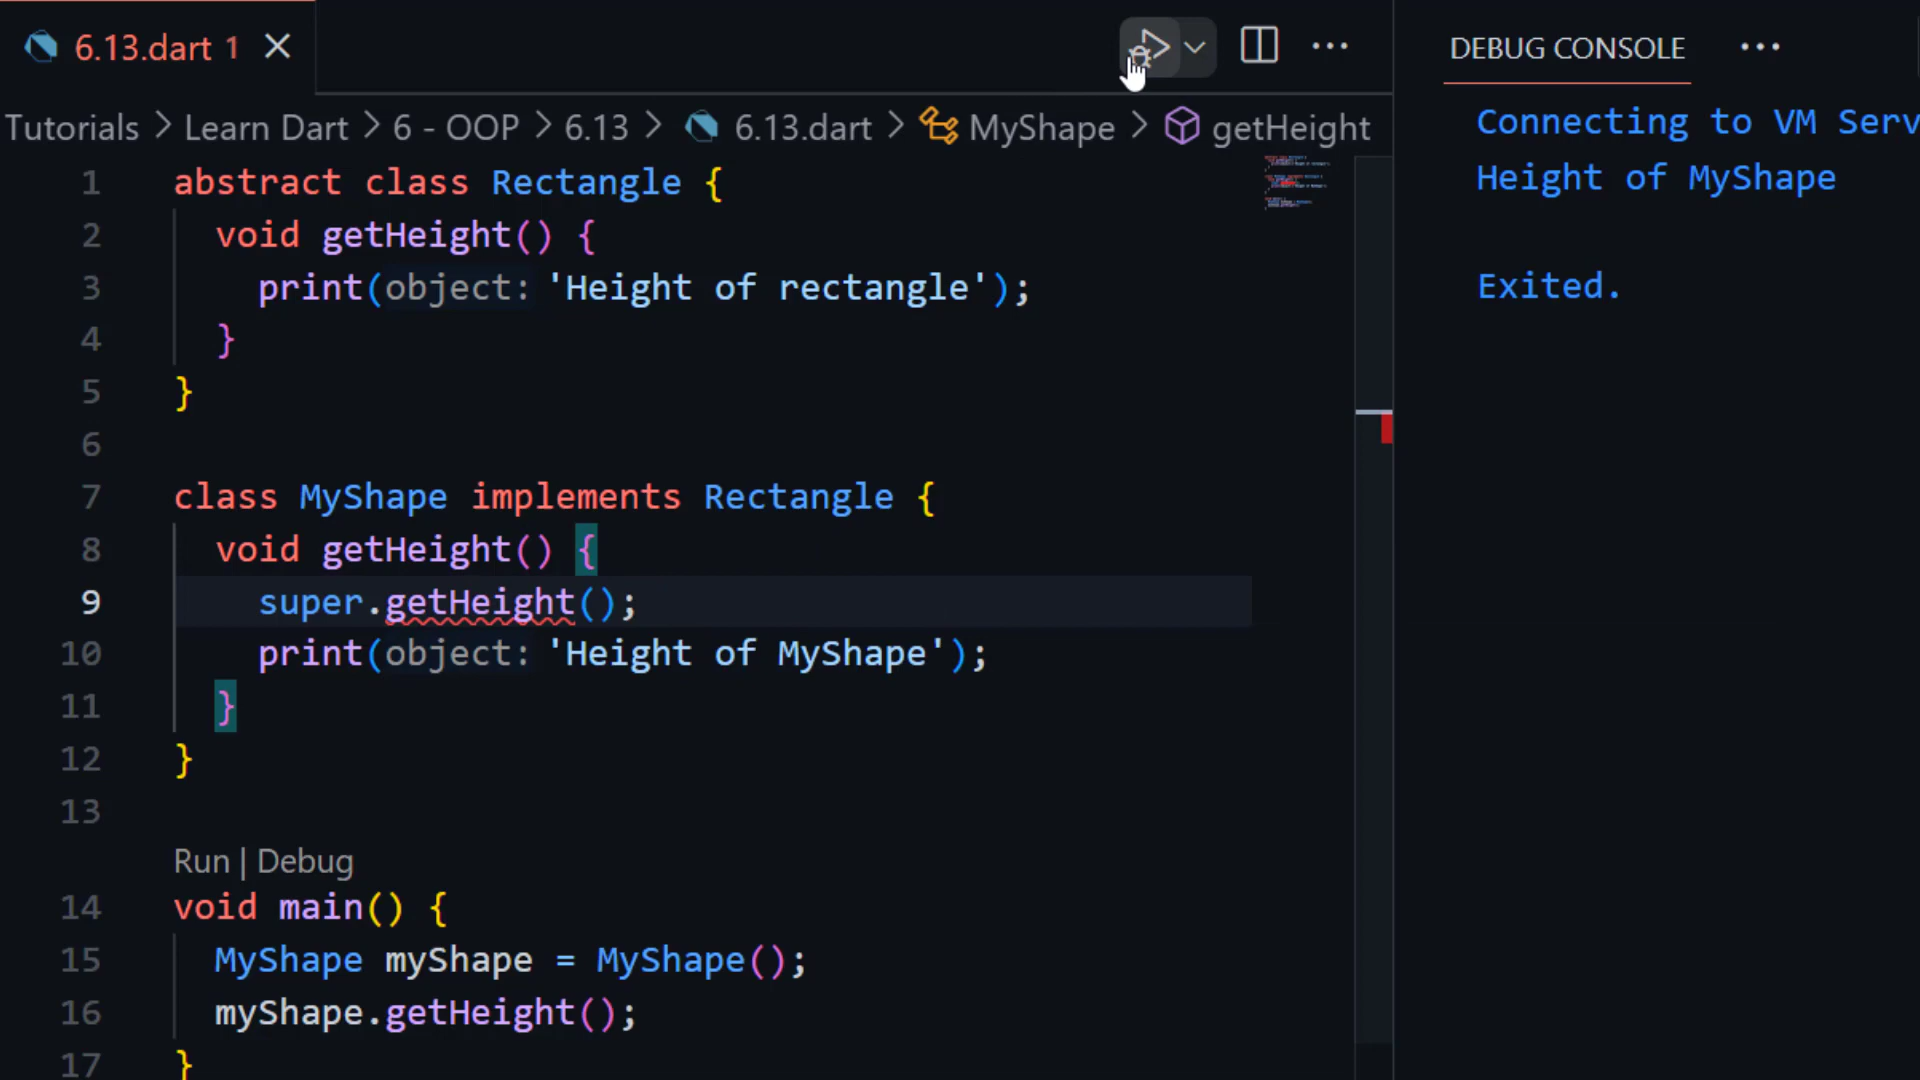 6.13.dart 1
DEBUG CONSOLE
Tutorials > Learn Dart > 6 - OOP > 6.13 > 6.13.dart > MyShape > getHeight
1 abstract class Rectangle {
2 void getHeight() {
3 print(object: 'Height of rectangle');
4 }
5 }
6
7 class MyShape implements Rectangle {
8 void getHeight() {
9 super.getHeight();
10 print(object: 'Height of MyShape');
11 }
12 }
13
Run | Debug
14 void main() {
15 MyShape myShape = MyShape();
16 myShape.getHeight();
17 }
Connecting to VM Serv
Height of MyShape
Exited.